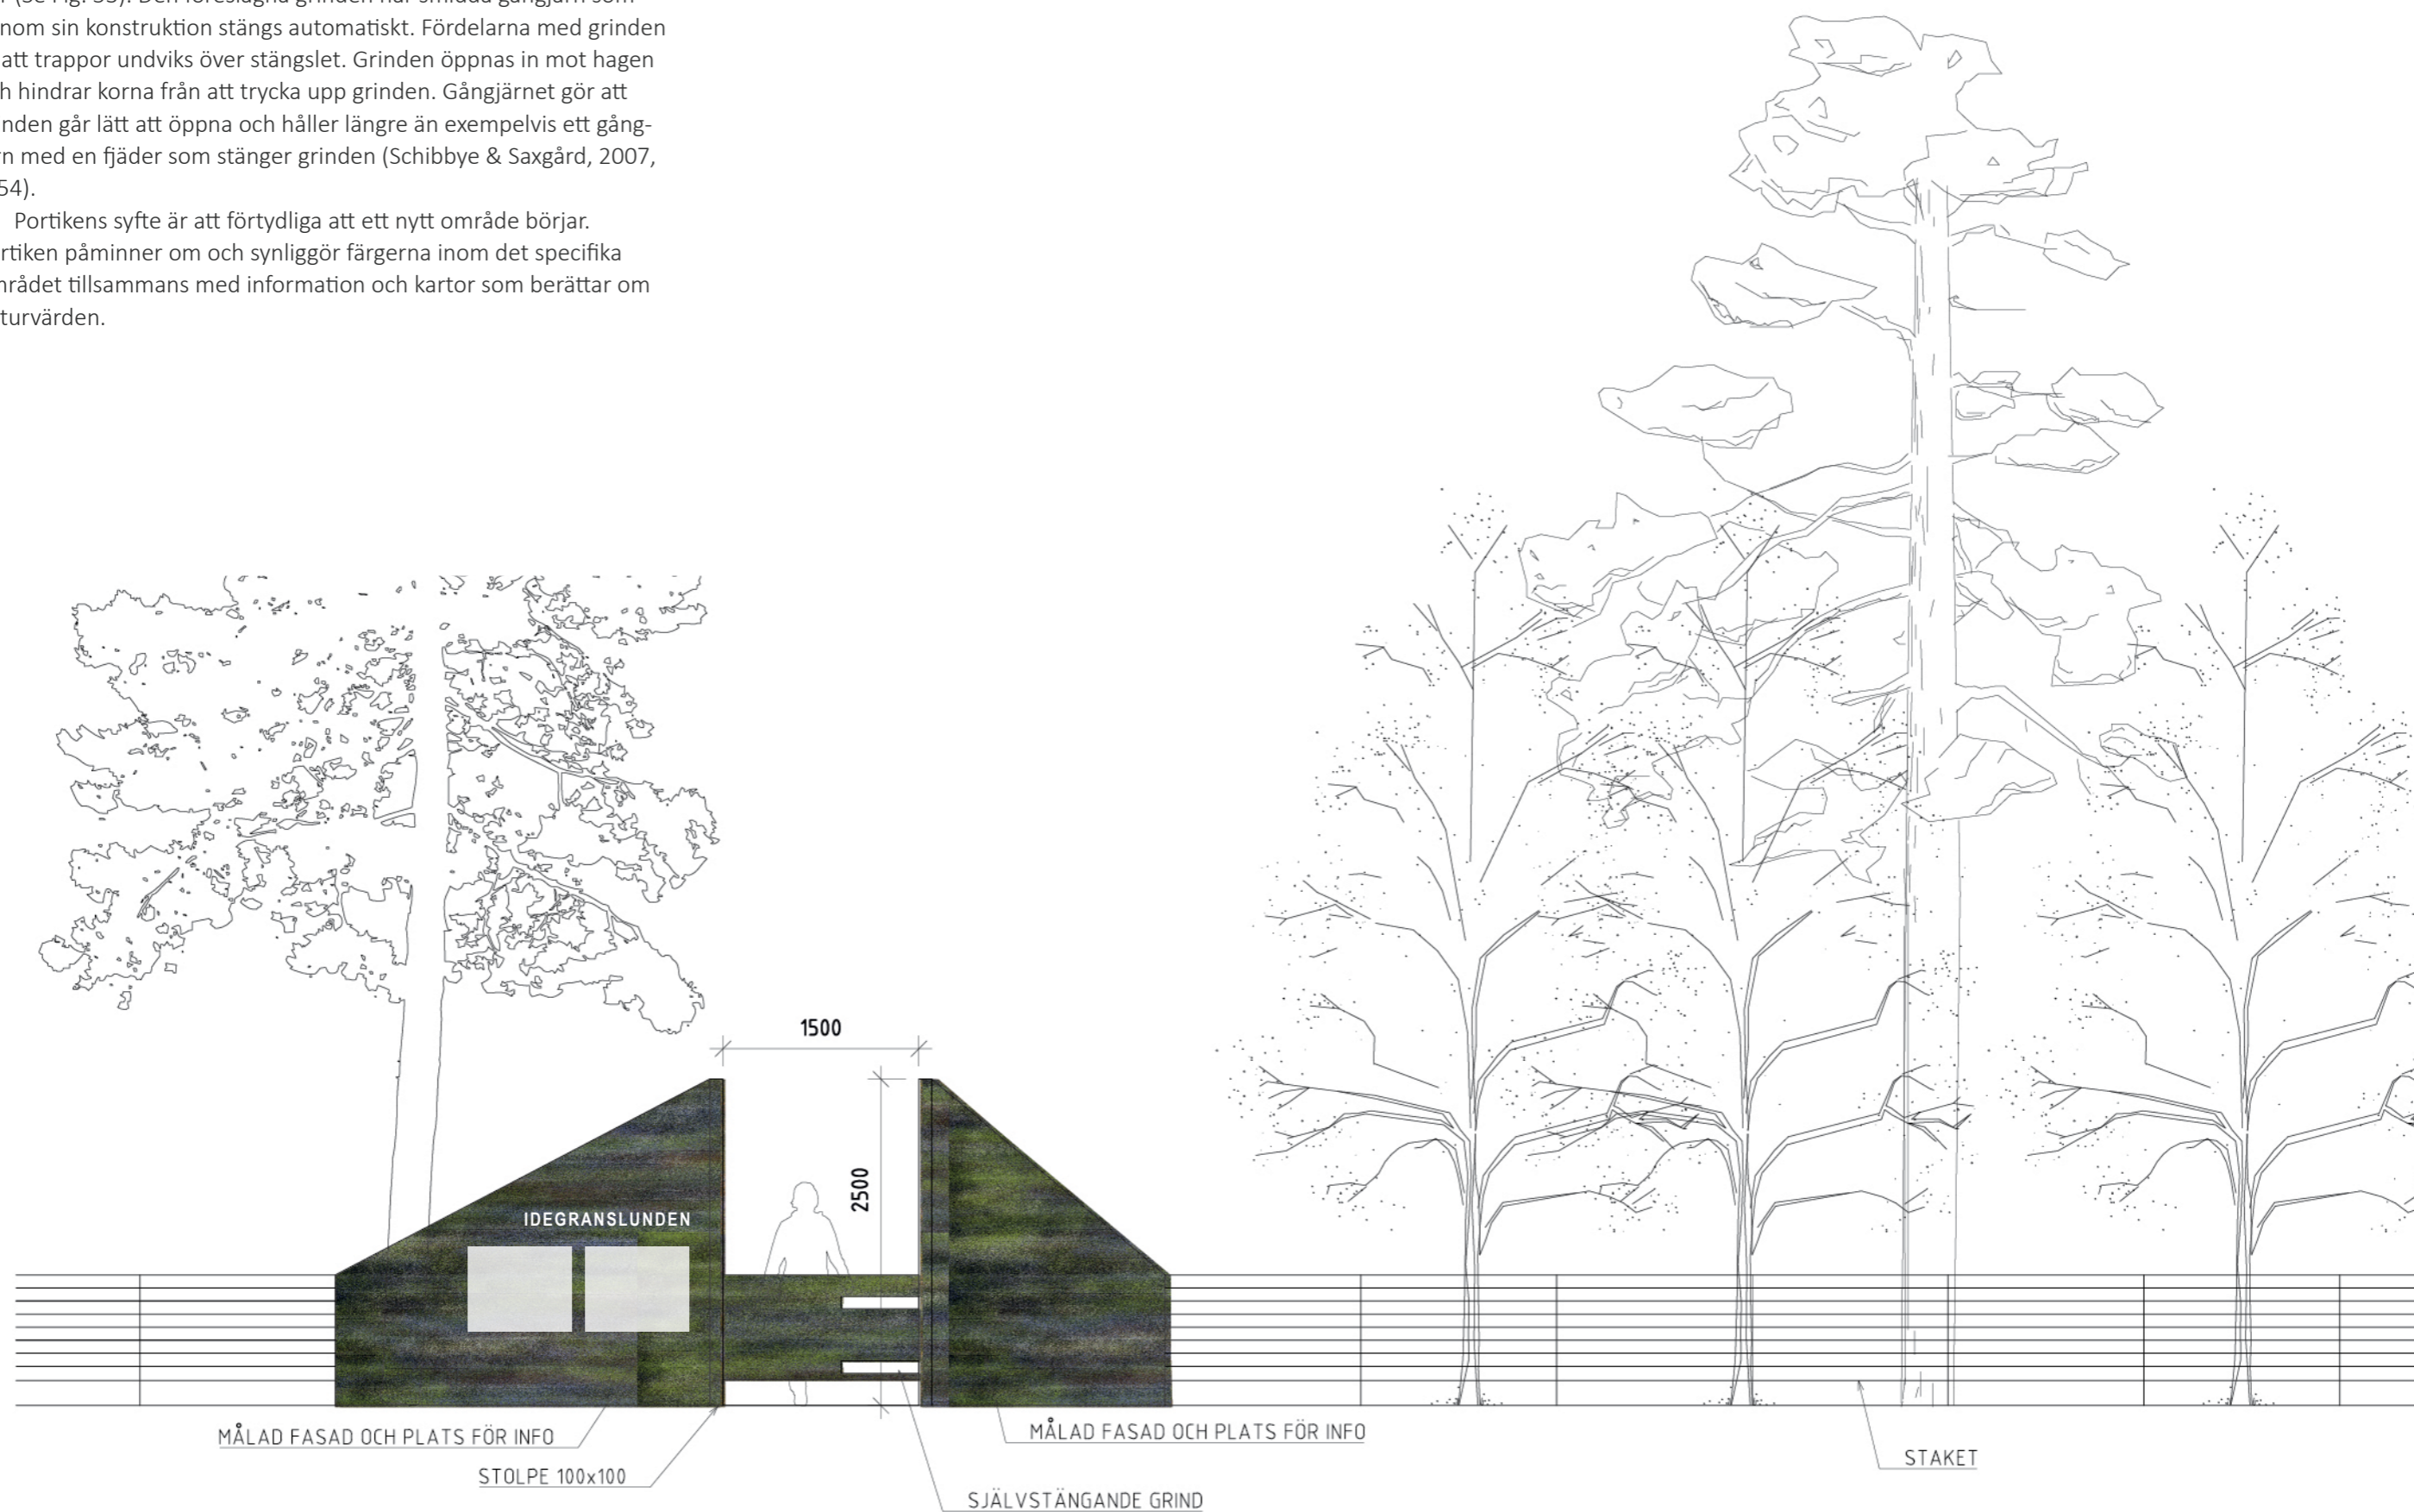 (Se Fig. 53). Den föreslagna grinden har smidda gångjärn som
nom sin konstruktion stängs automatiskt. Fördelarna med grinden
att trappor undviks över stängslet. Grinden öppnas in mot hagen
h hindrar korna från att trycka upp grinden. Gångjärnet gör att
nden går lätt att öppna och håller längre än exempelvis ett gång-
n med en fjäder som stänger grinden (Schibbye & Saxgård, 2007,
54).
Portikens syfte är att förtydliga att ett nytt område börjar.
rtiken påminner om och synliggör färgerna inom det specifika
mrådet tillsammans med information och kartor som berättar om
turvärden.
1500
2500
IDEGRANSLUNDEN
MÅLAD FASAD OCH PLATS FÖR INFO
MÅLAD FASAD OCH PLATS FÖR INFO
STAKET
STOLPE 100x100
SJÄLVSTÄNGANDE GRIND